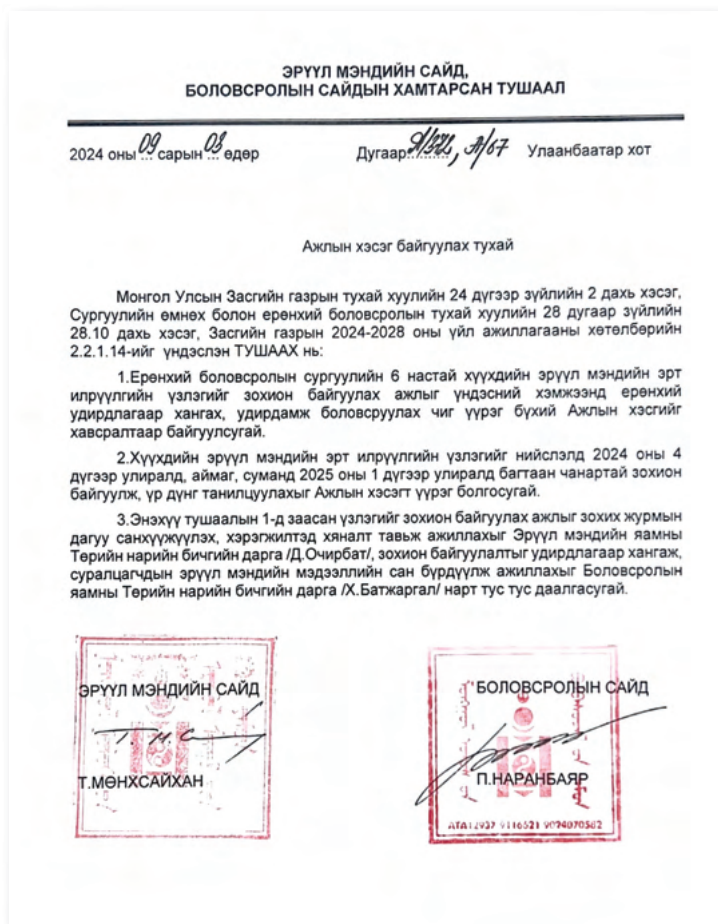 ЭРҮҮЛ МЭНДИЙН САЙД,
БОЛОВСРОЛЫН САЙДЫН ХАМТАРСАН ТУШААЛ
2024 оны 09 сарын 03 өдөр Дугаар А/372, А/67 Улаанбаатар хот
Ажлын хэсэг байгуулах тухай
Монгол Улсын Засгийн газрын тухай хуулийн 24 дүгээр зүйлийн 2 дахь хэсэг,
Сургуулийн өмнөх болон ерөнхий боловсролын тухай хуулийн 28 дугаар зүйлийн
28.10 дахь хэсэг, Засгийн газрын 2024-2028 оны үйл ажиллагааны хөтөлбөрийн
2.2.1.14-ийг үндэслэн ТУШААХ нь:
1.Ерөнхий боловсролын сургуулийн 6 настай хүүхдийн эрүүл мэндийн эрт
илрүүлгийн үзлэгийг зохион байгуулах ажлыг үндэсний хэмжээнд ерөнхий
удирдлагаар хангах, удирдамж боловсруулах чиг үүрэг бүхий Ажлын хэсгийг
хавсралтаар байгуулсугай.
2.Хүүхдийн эрүүл мэндийн эрт илрүүлгийн үзлэгийг нийслэлд 2024 оны 4
дүгээр улиралд, аймаг, суманд 2025 оны 1 дүгээр улиралд багтаан чанартай зохион
байгуулж, үр дүнг танилцуулахыг Ажлын хэсэгт үүрэг болгосугай.
3.Энэхүү тушаалын 1-д заасан үзлэгийг зохион байгуулах ажлыг зохих журмын
дагуу санхүүжүүлэх, хэрэгжилтэд хяналт тавьж ажиллахыг Эрүүл мэндийн яамны
Төрийн нарийн бичгийн дарга /Д.Очирбат/, зохион байгуулалтыг удирдлагаар хангаж,
суралцагчдын эрүүл мэндийн мэдээллийн сан бүрдүүлж ажиллахыг Боловсролын
яамны Төрийн нарийн бичгийн дарга /Х.Батжаргал/ нарт тус тус даалгасугай.
ЭРҮҮЛ МЭНДИЙН САЙД БОЛОВСРОЛЫН САЙД
Т.МӨНХСАЙХАН П.НАРАНБАЯР
9116521 9074070562